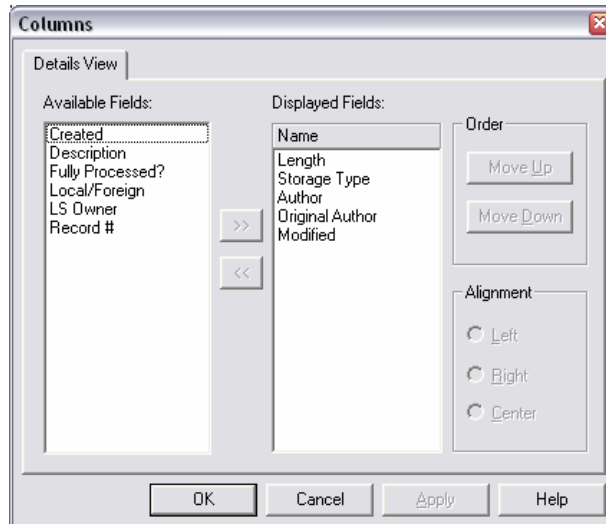 Columns
Details View
Available Fields:
Created
Description
Fully Processed?
Local/Foreign
LS Owner
Record #
>>
<<
Displayed Fields:
Name
Length
Storage Type
Author
Original Author
Modified
Order
Move Up
Move Down
Alignment
Left
Right
Center
OK
Cancel
Apply
Help